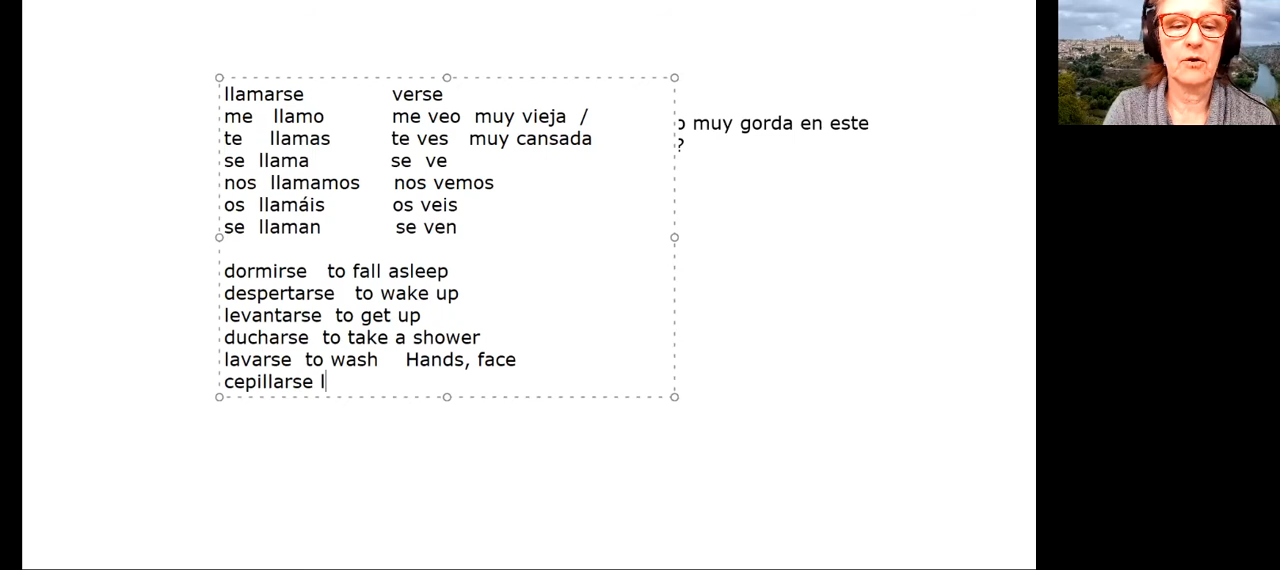 llamarse verse
me llamo me veo muy vieja /
te llamas te ves muy cansada
se llama se ve
nos llamamos nos vemos
os llamáis os veis
se llaman se ven
dormirse to fall asleep
despertarse to wake up
levantarse to get up
ducharse to take a shower
lavarse to wash Hands, face
cepillarse l
o muy gorda en este
?